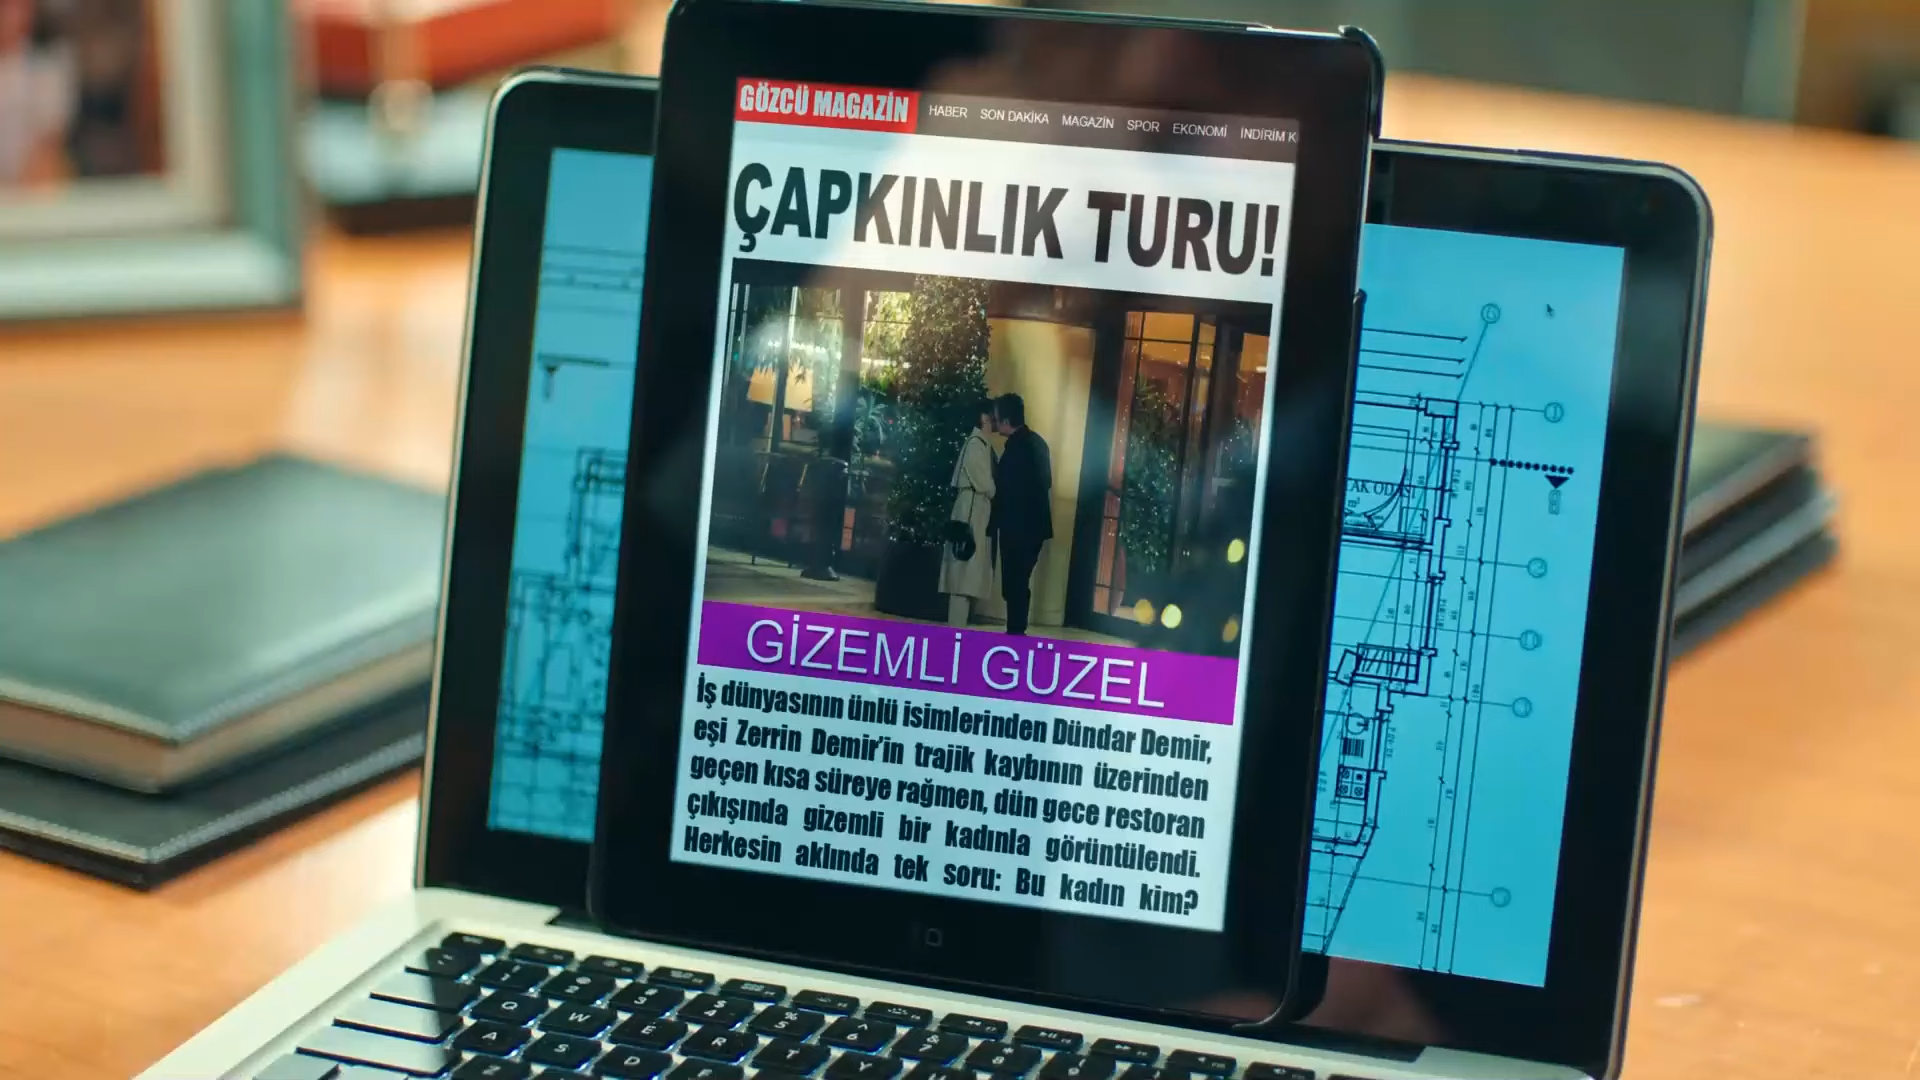 GÖZCÜ MAGAZİN
HABER SON DAKİKA MAGAZİN SPOR EKONOMİ İNDİRİM K
ÇAPKINLIK TURU!
GİZEMLİ GÜZEL
İş dünyasının ünlü isimlerinden Dündar Demir,
eşi Zerrin Demir'in trajik kaybının üzerinden
geçen kısa süreye rağmen, dün gece restoran
çıkışında gizemli bir kadınla görüntülendi.
Herkesin aklında tek soru: Bu kadın kim?
Q W E R T Y
A S D F